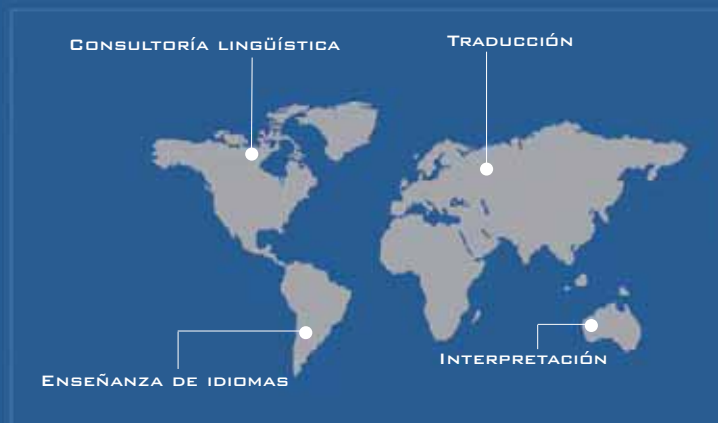 Consultoría lingüística
Traducción
Enseñanza de idiomas
Interpretación